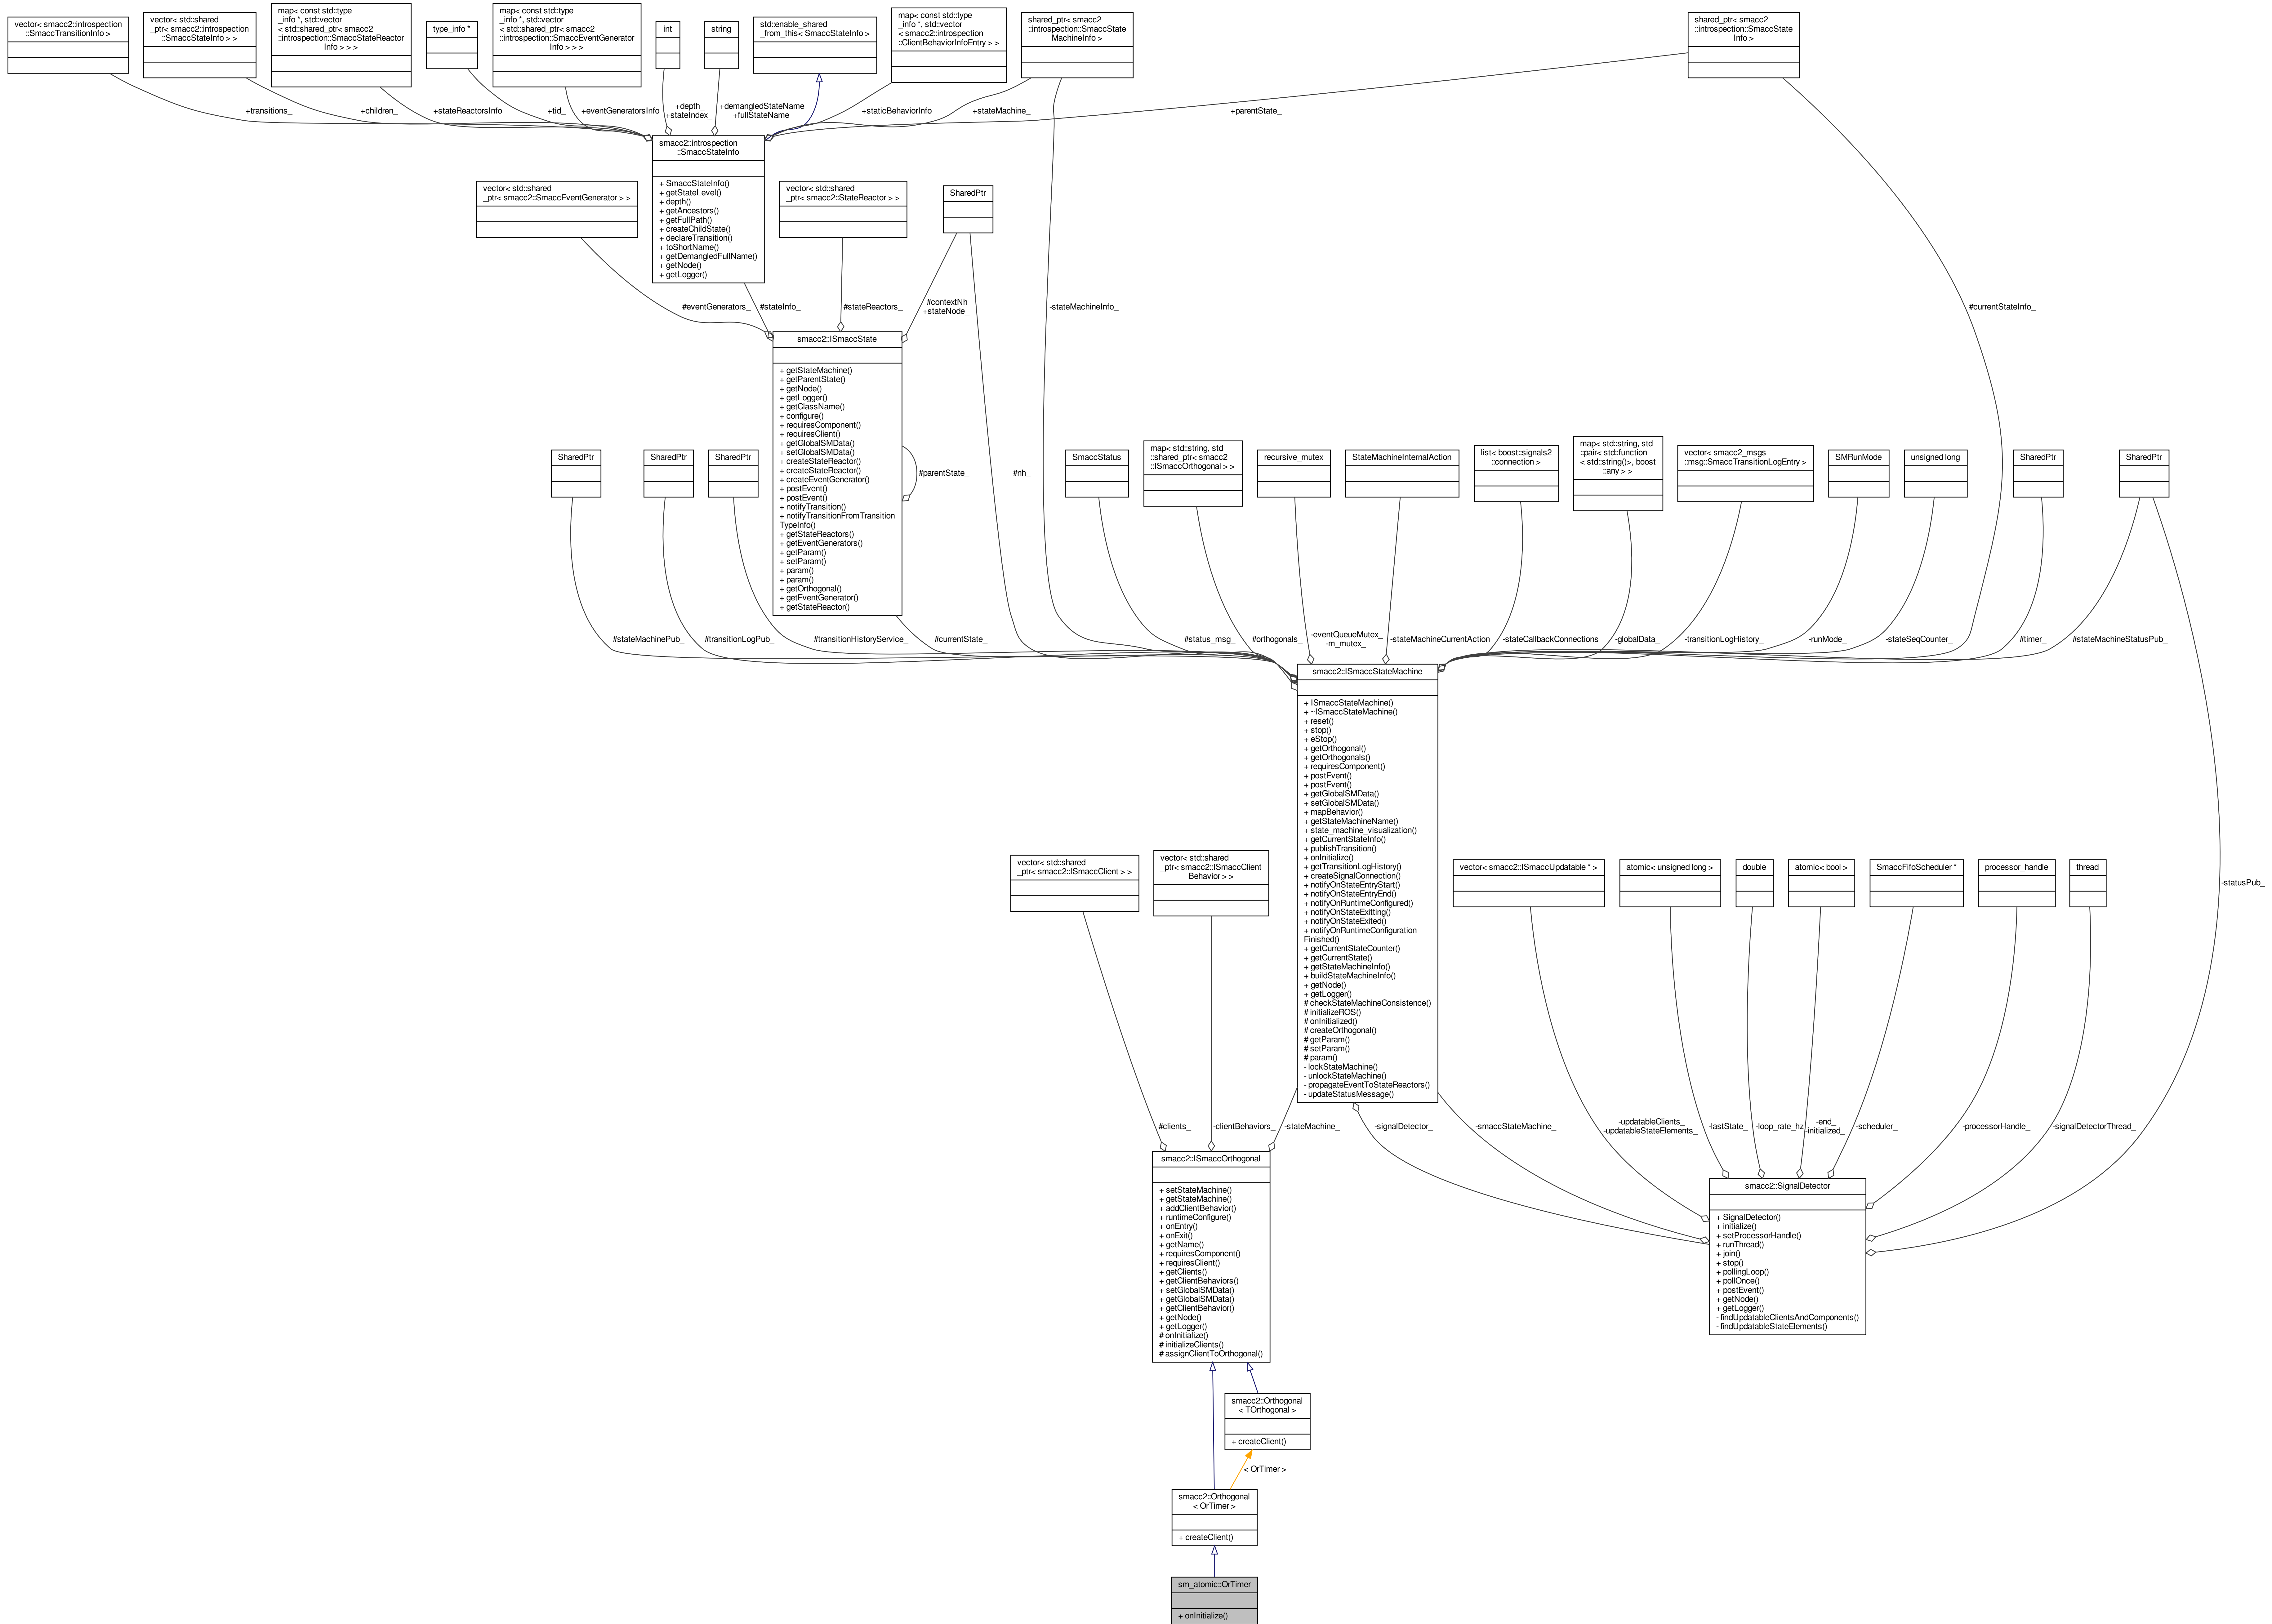 vector< smacc2::introspection
::SmaccTransitionInfo >
vector< std::shared
_ptr< smacc2::introspection
::SmaccStateInfo > >
map< const std::type
_info *, std::vector
< std::shared_ptr< smacc2
::introspection::SmaccStateReactor
Info > > >
type_info *
map< const std::type
_info *, std::vector
< std::shared_ptr< smacc2
::introspection::SmaccEventGenerator
Info > > >
int
string
std::enable_shared
_from_this< SmaccStateInfo >
map< const std::type
_info *, std::vector
< smacc2::introspection
::ClientBehaviorInfoEntry > >
shared_ptr< smacc2
::introspection::SmaccState
MachineInfo >
shared_ptr< smacc2
::introspection::SmaccState
Info >
+transitions_
+children_
+stateReactorsInfo
+tid_
+eventGeneratorsInfo
+depth_
+stateIndex_
+demangledStateName
+fullStateName
+staticBehaviorInfo
+stateMachine_
+parentState_
smacc2::introspection
::SmaccStateInfo
+ SmaccStateInfo()
+ getStateLevel()
+ depth()
+ getAncestors()
+ getFullPath()
+ createChildState()
+ declareTransition()
+ toShortName()
+ getDemangledFullName()
+ getNode()
+ getLogger()
vector< std::shared
_ptr< smacc2::SmaccEventGenerator > >
vector< std::shared
_ptr< smacc2::StateReactor > >
SharedPtr
#eventGenerators_
#stateInfo_
#stateReactors_
#contextNh
+stateNode_
-stateMachineInfo_
#currentStateInfo_
smacc2::ISmaccState
+ getStateMachine()
+ getParentState()
+ getNode()
+ getLogger()
+ getClassName()
+ configure()
+ requiresComponent()
+ requiresClient()
+ getGlobalSMData()
+ setGlobalSMData()
+ createStateReactor()
+ createStateReactor()
+ createEventGenerator()
+ postEvent()
+ postEvent()
+ notifyTransition()
+ notifyTransitionFromTransition
TypeInfo()
+ getStateReactors()
+ getEventGenerators()
+ getParam()
+ setParam()
+ param()
+ param()
+ getOrthogonal()
+ getEventGenerator()
+ getStateReactor()
#parentState_
#nh_
SharedPtr
SharedPtr
SharedPtr
SmaccStatus
map< std::string, std
::shared_ptr< smacc2
::ISmaccOrthogonal > >
recursive_mutex
StateMachineInternalAction
list< boost::signals2
::connection >
map< std::string, std
::pair< std::function
< std::string()>, boost
::any > >
vector< smacc2_msgs
::msg::SmaccTransitionLogEntry >
SMRunMode
unsigned long
SharedPtr
SharedPtr
#stateMachinePub_
#transitionLogPub_
#transitionHistoryService_
#currentState_
#status_msg_
#orthogonals_
-eventQueueMutex_
-m_mutex_
-stateMachineCurrentAction
-stateCallbackConnections
-globalData_
-transitionLogHistory_
-runMode_
-stateSeqCounter_
#timer_
#stateMachineStatusPub_
smacc2::ISmaccStateMachine
+ ISmaccStateMachine()
+ ~ISmaccStateMachine()
+ reset()
+ stop()
+ eStop()
+ getOrthogonal()
+ getOrthogonals()
+ requiresComponent()
+ postEvent()
+ postEvent()
+ getGlobalSMData()
+ setGlobalSMData()
+ mapBehavior()
+ getStateMachineName()
+ state_machine_visualization()
+ getCurrentStateInfo()
+ publishTransition()
+ onInitialize()
+ getTransitionLogHistory()
+ createSignalConnection()
+ notifyOnStateEntryStart()
+ notifyOnStateEntryEnd()
+ notifyOnRuntimeConfigured()
+ notifyOnStateExitting()
+ notifyOnStateExited()
+ notifyOnRuntimeConfiguration
Finished()
+ getCurrentStateCounter()
+ getCurrentState()
+ getStateMachineInfo()
+ buildStateMachineInfo()
+ getNode()
+ getLogger()
# checkStateMachineConsistence()
# initializeROS()
# onInitialized()
# createOrthogonal()
# getParam()
# setParam()
# param()
- lockStateMachine()
- unlockStateMachine()
- propagateEventToStateReactors()
- updateStatusMessage()
vector< std::shared
_ptr< smacc2::ISmaccClient > >
vector< std::shared
_ptr< smacc2::ISmaccClient
Behavior > >
vector< smacc2::ISmaccUpdatable * >
atomic< unsigned long >
double
atomic< bool >
SmaccFifoScheduler *
processor_handle
thread
-statusPub_
#clients_
-clientBehaviors_
-stateMachine_
-signalDetector_
-smaccStateMachine_
-updatableClients_
-updatableStateElements_
-lastState_
-loop_rate_hz
-end_
-initialized_
-scheduler_
-processorHandle_
-signalDetectorThread_
smacc2::ISmaccOrthogonal
+ setStateMachine()
+ getStateMachine()
+ addClientBehavior()
+ runtimeConfigure()
+ onEntry()
+ onExit()
+ getName()
+ requiresComponent()
+ requiresClient()
+ getClients()
+ getClientBehaviors()
+ setGlobalSMData()
+ getGlobalSMData()
+ getClientBehavior()
+ getNode()
+ getLogger()
# onInitialize()
# initializeClients()
# assignClientToOrthogonal()
smacc2::SignalDetector
+ SignalDetector()
+ initialize()
+ setProcessorHandle()
+ runThread()
+ join()
+ stop()
+ pollingLoop()
+ pollOnce()
+ postEvent()
+ getNode()
+ getLogger()
- findUpdatableClientsAndComponents()
- findUpdatableStateElements()
smacc2::Orthogonal
< TOrthogonal >
+ createClient()
< OrTimer >
smacc2::Orthogonal
< OrTimer >
+ createClient()
sm_atomic::OrTimer
+ onInitialize()